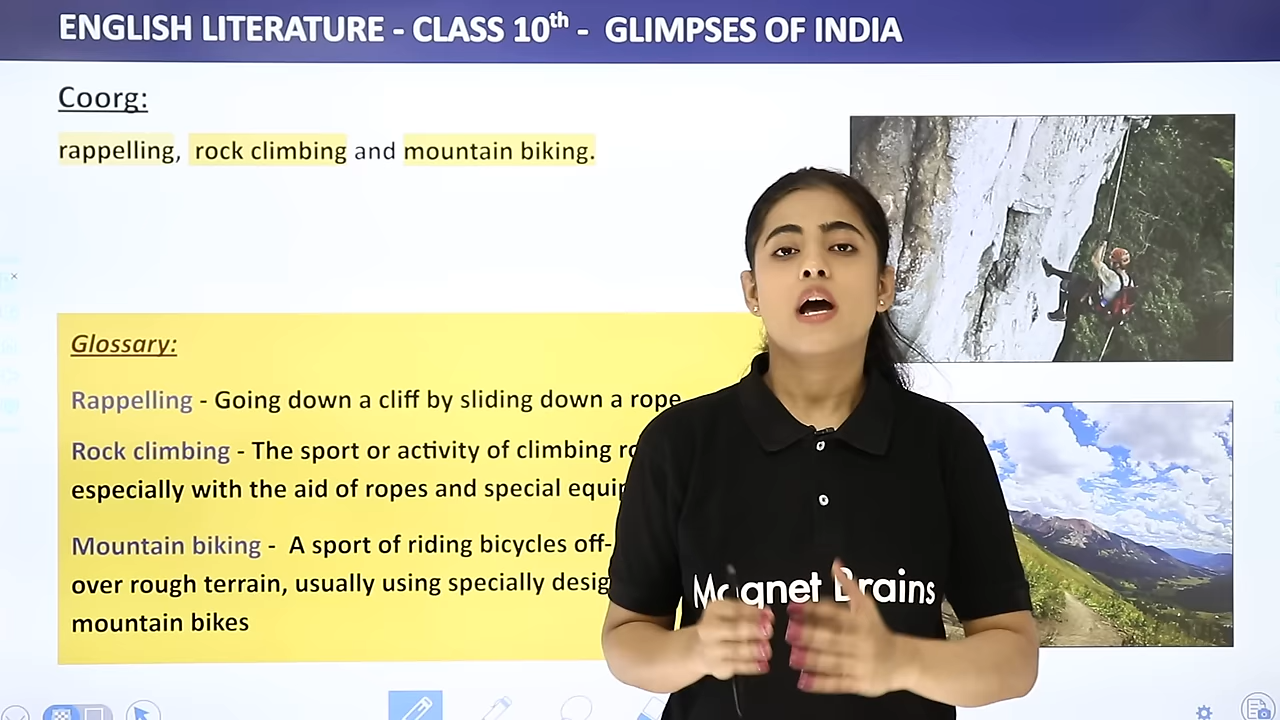 ENGLISH LITERATURE - CLASS 10th - GLIMPSES OF INDIA
Coorg:
rappelling, rock climbing and mountain biking.
Glossary:
Rappelling - Going down a cliff by sliding down a rope
Rock climbing - The sport or activity of climbing
especially with the aid of ropes and special
Mountain biking - A sport of riding bicycles off-
over rough terrain, usually using specially
mountain bikes
Magnet Brains